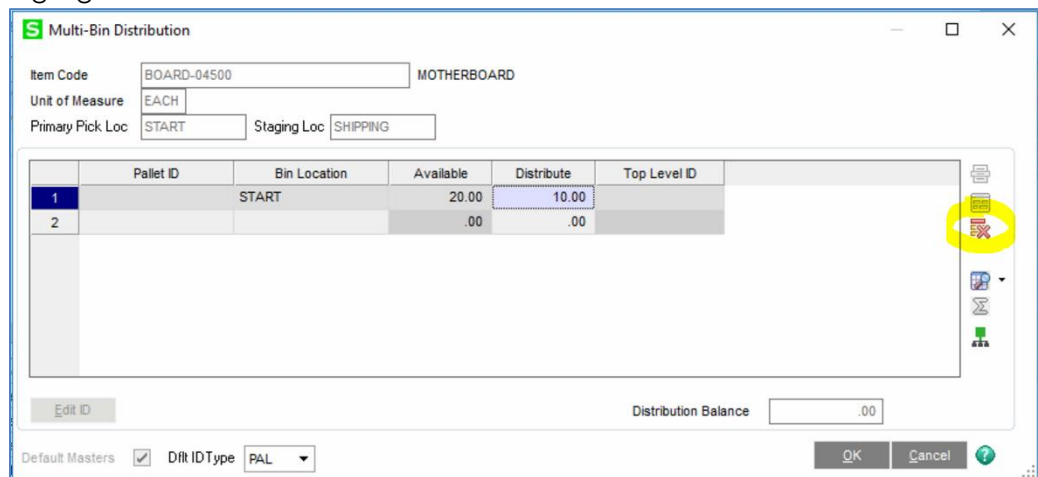 S Multi-Bin Distribution
Item Code BOARD-04500 MOTHERBOARD
Unit of Measure EACH
Primary Pick Loc START Staging Loc SHIPPING
Pallet ID Bin Location Available Distribute Top Level ID
1 START 20.00 10.00
2 .00 .00
Edit ID Distribution Balance .00
Default Masters Dflt ID Type PAL OK Cancel ?